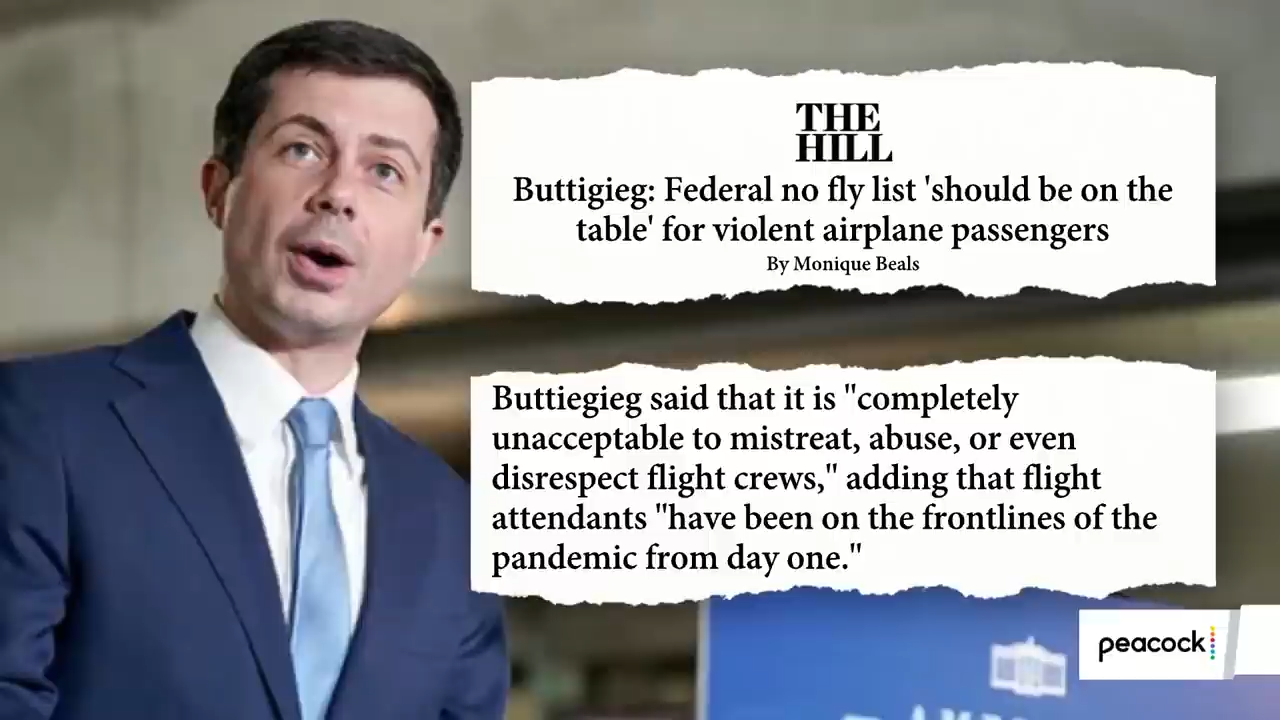 THE
HILL
Buttigieg: Federal no fly list 'should be on the
table' for violent airplane passengers
By Monique Beals
Buttiegieg said that it is "completely
unacceptable to mistreat, abuse, or even
disrespect flight crews," adding that flight
attendants "have been on the frontlines of the
pandemic from day one."
peacock